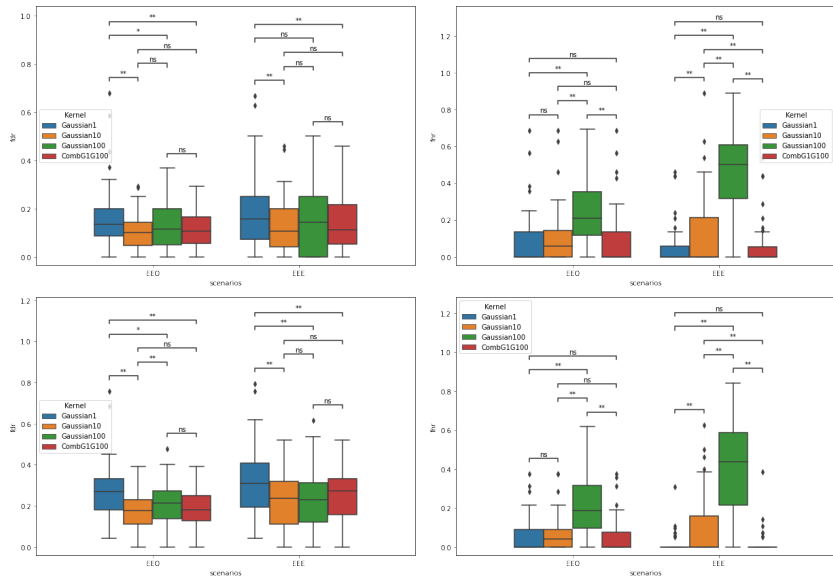 1.0
0.8
0.6
0.4
0.2
0.0
fdr
**
*
ns
ns
**
ns
**
ns
ns
ns
**
ns
Kernel
Gaussian1
Gaussian10
Gaussian100
CombG1G100
EEO
EEE
scenarios
1.2
1.0
0.8
0.6
0.4
0.2
0.0
fnr
ns
**
ns
**
ns
**
ns
**
**
**
**
**
Kernel
Gaussian1
Gaussian10
Gaussian100
CombG1G100
EEO
EEE
scenarios
1.2
1.0
0.8
0.6
0.4
0.2
0.0
fdr
**
*
ns
**
**
ns
**
**
ns
ns
**
ns
Kernel
Gaussian1
Gaussian10
Gaussian100
CombG1G100
EEO
EEE
scenarios
1.2
1.0
0.8
0.6
0.4
0.2
0.0
fnr
Kernel
Gaussian1
Gaussian10
Gaussian100
CombG1G100
ns
**
ns
**
**
ns
ns
**
**
**
**
**
EEO
EEE
scenarios